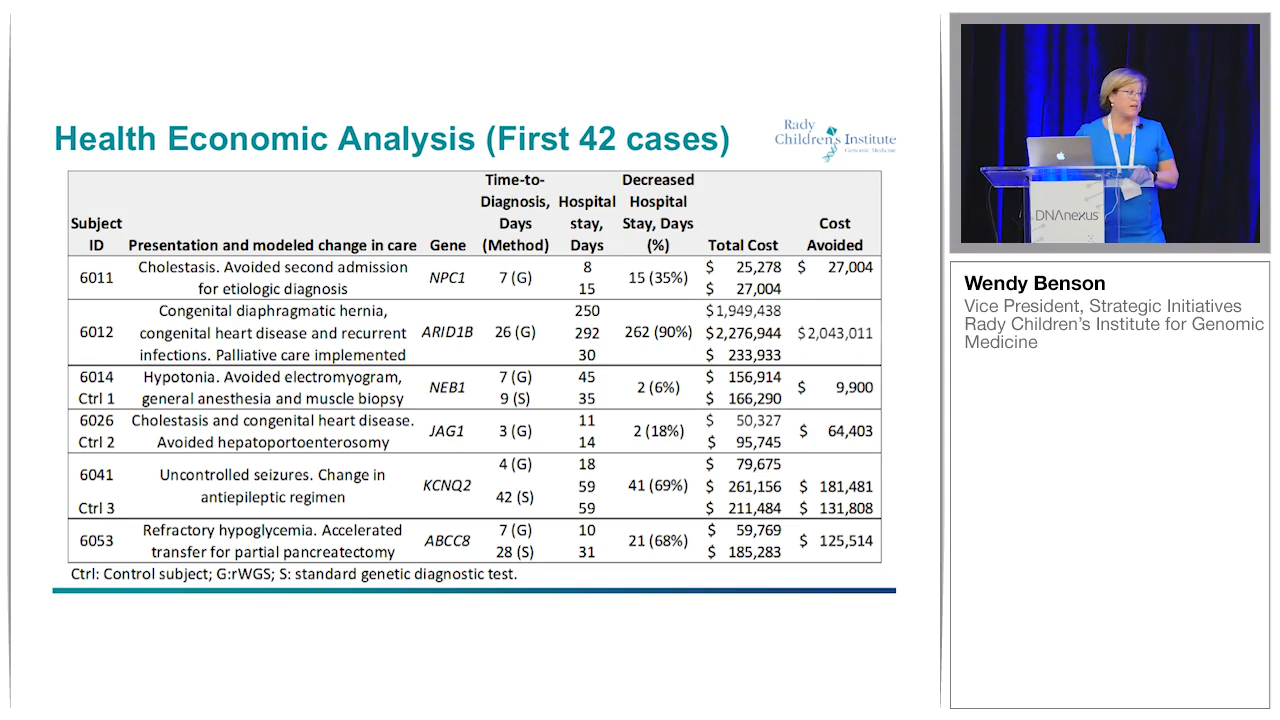 Health Economic Analysis (First 42 cases)
Rady
Children's Institute
Genomic Medicine
Subject ID | Presentation and modeled change in care | Gene | Time-to-Diagnosis, Days (Method) | Hospital stay, Days | Decreased Hospital Stay, Days (%) | Total Cost | Cost Avoided
6011 | Cholestasis. Avoided second admission for etiologic diagnosis | NPC1 | 7 (G) | 8 15 | 15 (35%) | $ 25,278 $ 27,004 | $ 27,004
6012 | Congenital diaphragmatic hernia, congenital heart disease and recurrent infections. Palliative care implemented | ARID1B | 26 (G) | 250 292 30 | 262 (90%) | $1,949,438 $2,276,944 $ 233,933 | $2,043,011
6014 Ctrl 1 | Hypotonia. Avoided electromyogram, general anesthesia and muscle biopsy | NEB1 | 7 (G) 9 (S) | 45 35 | 2 (6%) | $ 156,914 $ 166,290 | $ 9,900
6026 Ctrl 2 | Cholestasis and congenital heart disease. Avoided hepatoportoenterosomy | JAG1 | 3 (G) | 11 14 | 2 (18%) | $ 50,327 $ 95,745 | $ 64,403
6041 Ctrl 3 | Uncontrolled seizures. Change in antiepileptic regimen | KCNQ2 | 4 (G) 42 (S) | 18 59 59 | 41 (69%) | $ 79,675 $ 261,156 $ 211,484 | $ 181,481 $ 131,808
6053 | Refractory hypoglycemia. Accelerated transfer for partial pancreatectomy | ABCC8 | 7 (G) 28 (S) | 10 31 | 21 (68%) | $ 59,769 $ 185,283 | $ 125,514
Ctrl: Control subject; G:rWGS; S: standard genetic diagnostic test.
DNAnexus
Wendy Benson
Vice President, Strategic Initiatives
Rady Children's Institute for Genomic
Medicine